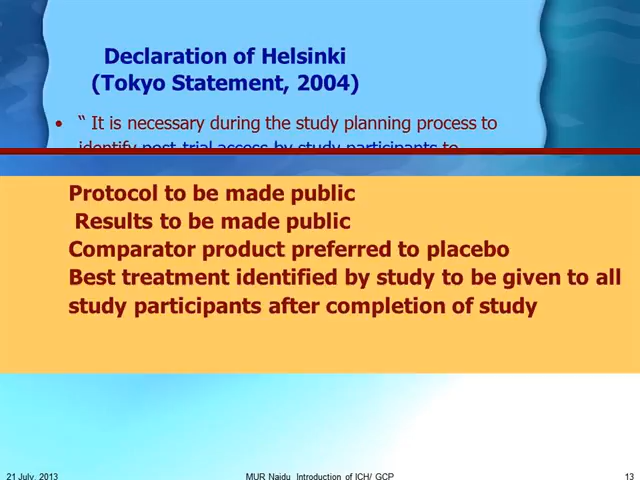 Declaration of Helsinki
(Tokyo Statement, 2004)
• “ It is necessary during the study planning process to
identify post-trial access by study participants to
Protocol to be made public
Results to be made public
Comparator product preferred to placebo
Best treatment identified by study to be given to all
study participants after completion of study
21 July, 2013
MUR Naidu Introduction of ICH/ GCP
13